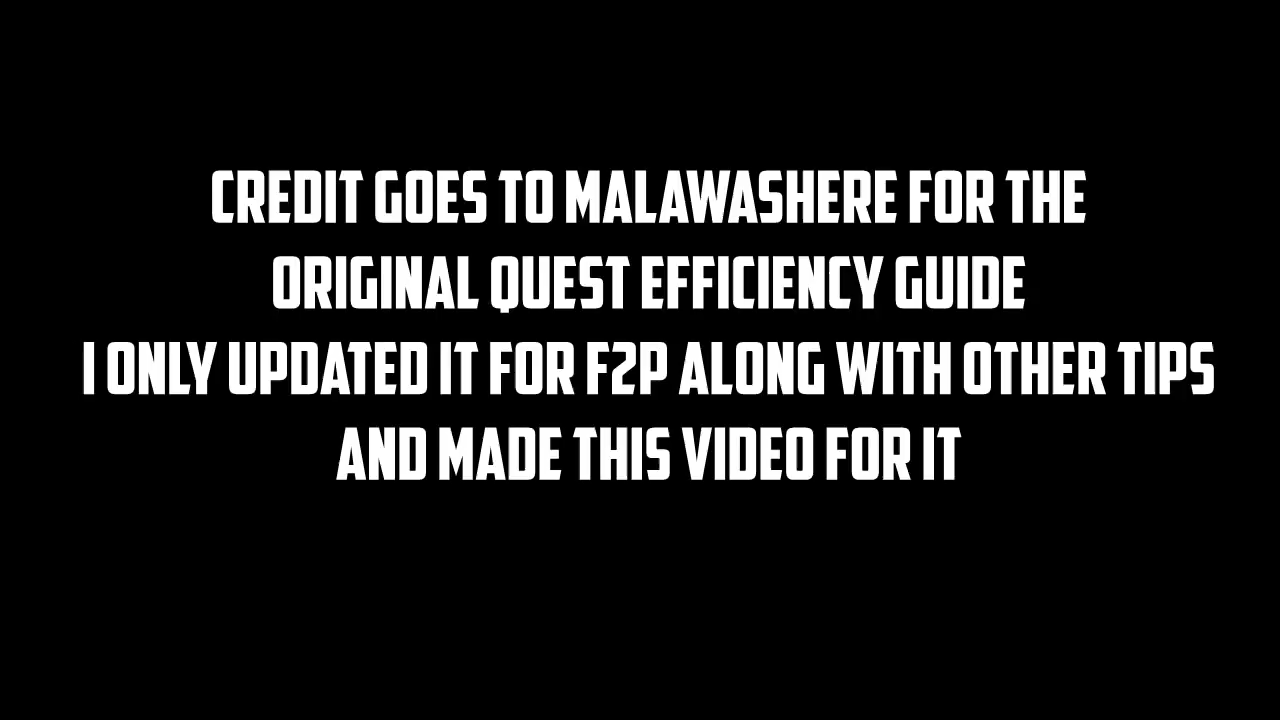 CREDIT GOES TO MALAWASHERE FOR THE
ORIGINAL QUEST EFFICIENCY GUIDE
I ONLY UPDATED IT FOR F2P ALONG WITH OTHER TIPS
AND MADE THIS VIDEO FOR IT